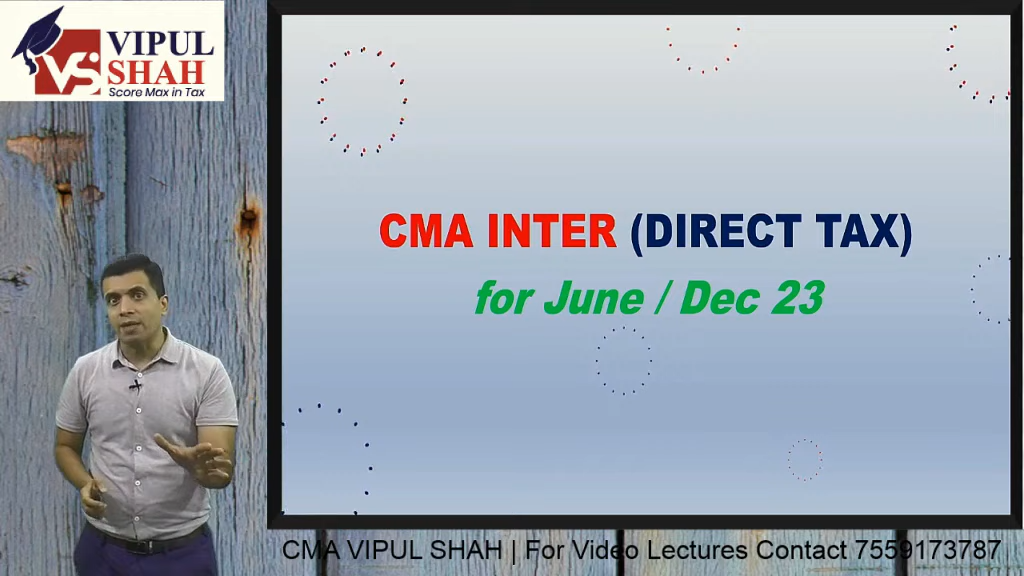 VIPUL
SHAH
VS
Score Max in Tax
CMA INTER (DIRECT TAX)
for June / Dec 23
CMA VIPUL SHAH | For Video Lectures Contact 7559173787